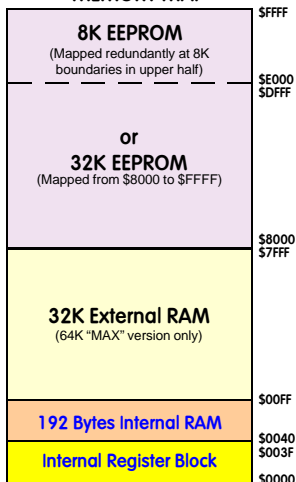 MEMORY MAP
$FFFF
8K EEPROM
(Mapped redundantly at 8K
boundaries in upper half)
$E000
$DFFF
or
32K EEPROM
(Mapped from $8000 to $FFFF)
$8000
$7FFF
32K External RAM
(64K “MAX” version only)
$00FF
192 Bytes Internal RAM
$0040
$003F
Internal Register Block
$0000